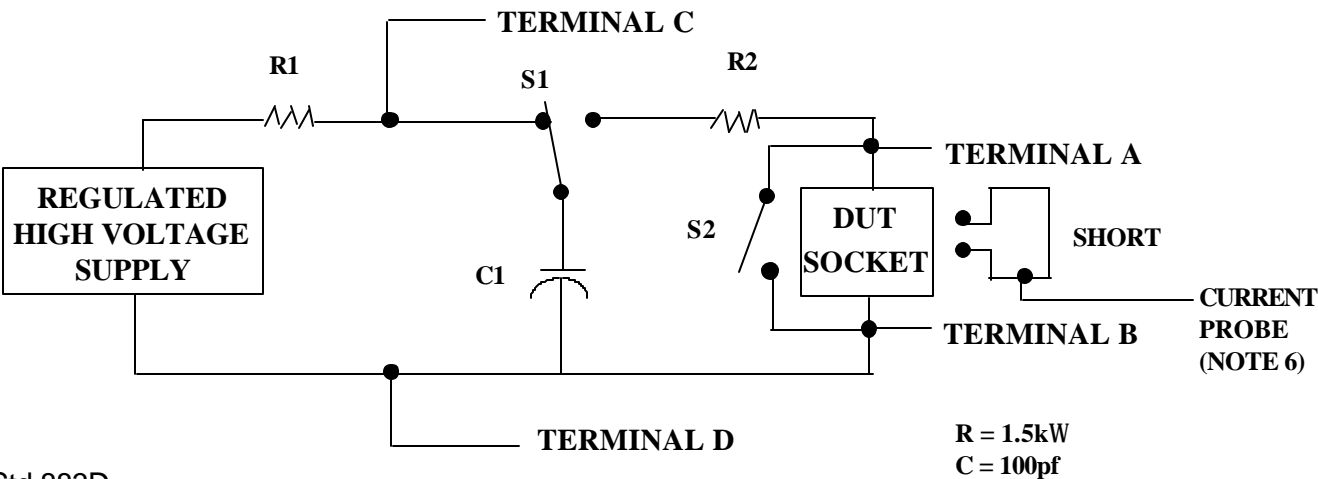 TERMINAL C
R1
S1
R2
TERMINAL A
REGULATED
HIGH VOLTAGE
SUPPLY
S2
DUT
SOCKET
SHORT
C1
CURRENT
PROBE
(NOTE 6)
TERMINAL B
TERMINAL D
R = 1.5kW
C = 100pf